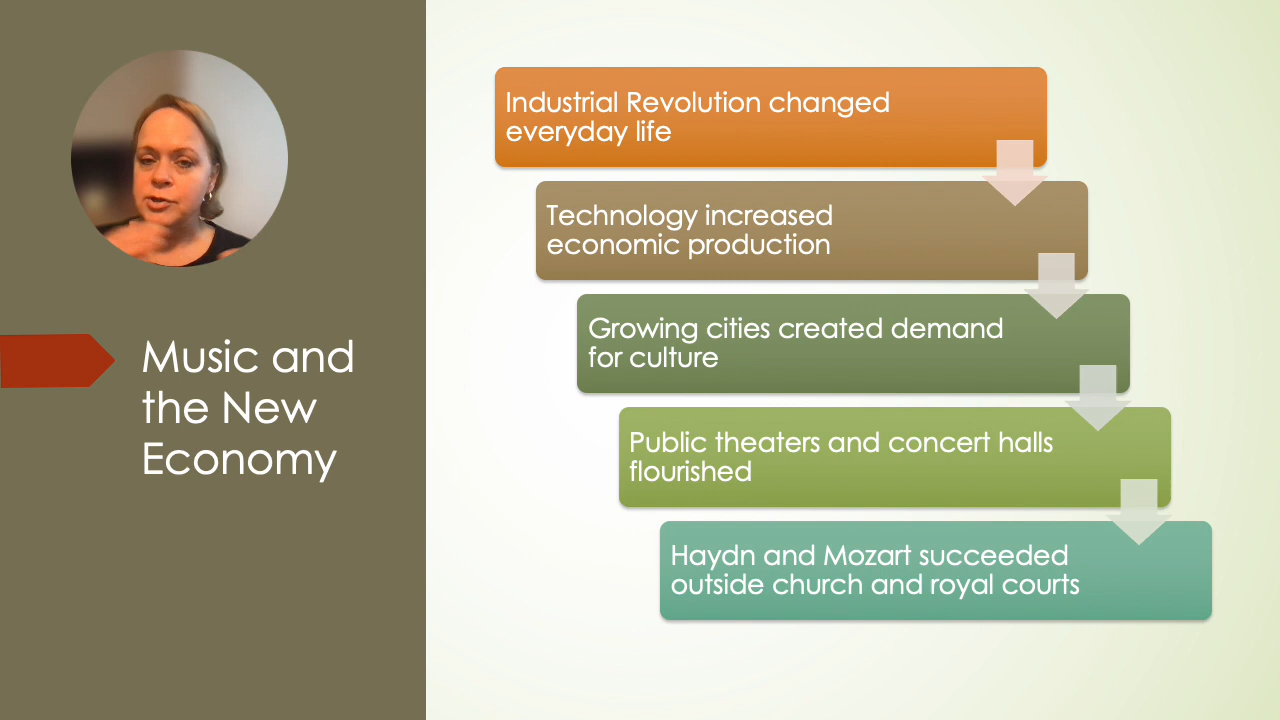 Music and
the New
Economy
Industrial Revolution changed
everyday life
Technology increased
economic production
Growing cities created demand
for culture
Public theaters and concert halls
flourished
Haydn and Mozart succeeded
outside church and royal courts